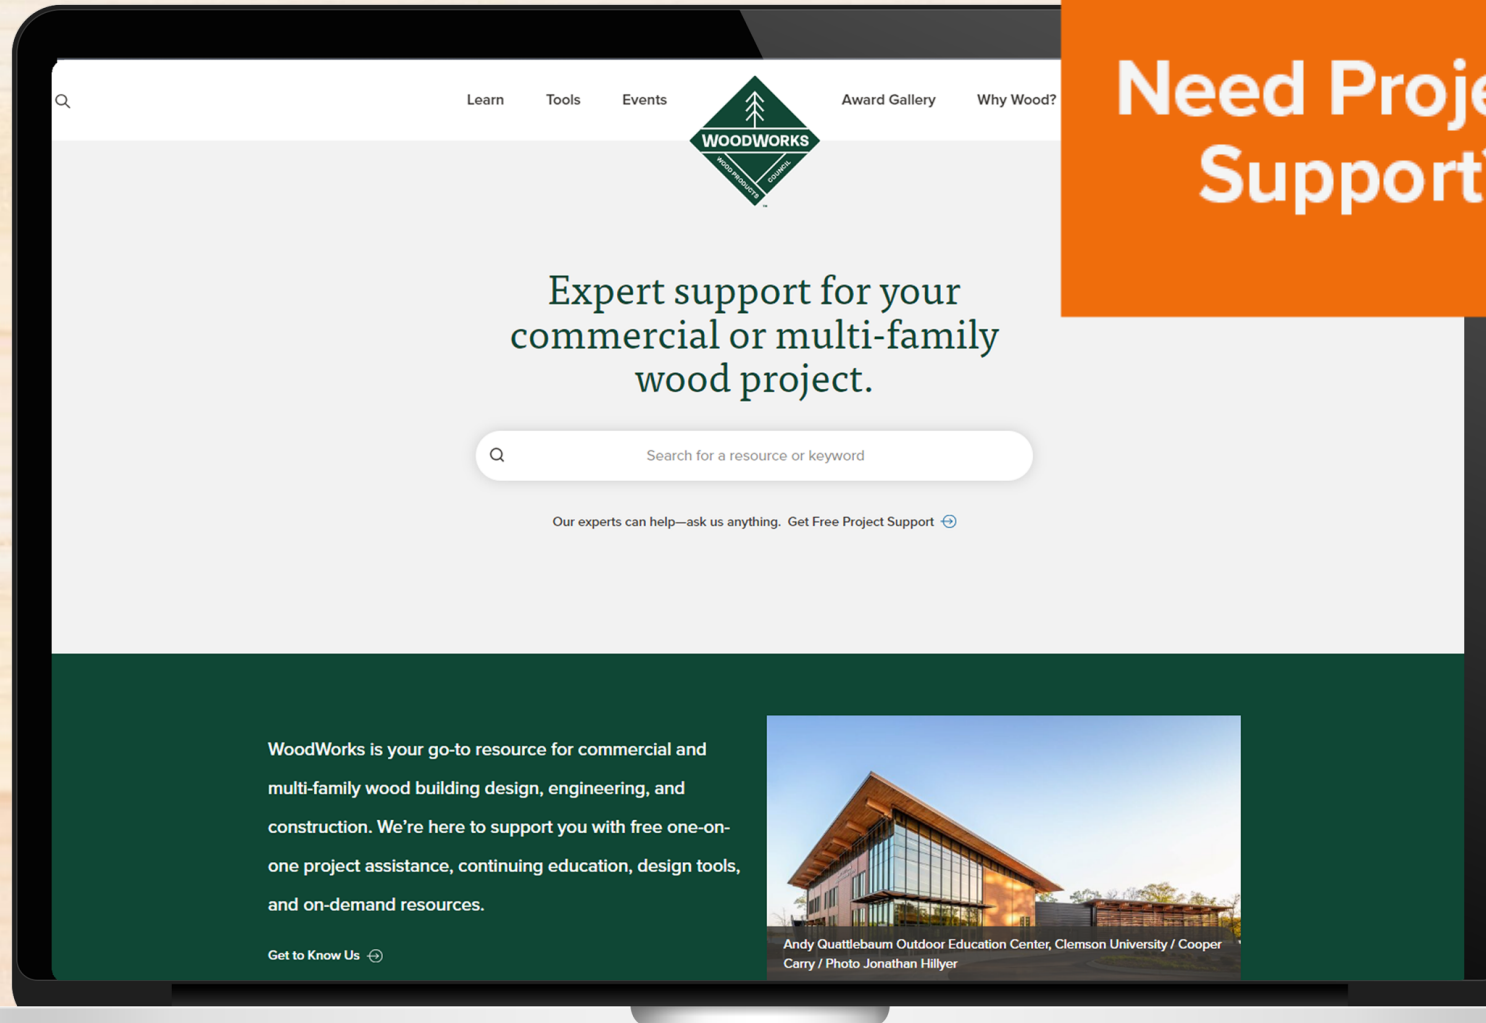 Learn Tools Events Award Gallery Why Wood?
WOODWORKS
WOOD PRODUCTS COUNCIL
TM
Need Proje
Support?
Expert support for your
commercial or multi-family
wood project.
Search for a resource or keyword
Our experts can help—ask us anything. Get Free Project Support
WoodWorks is your go-to resource for commercial and
multi-family wood building design, engineering, and
construction. We're here to support you with free one-on-
one project assistance, continuing education, design tools,
and on-demand resources.
Get to Know Us
Andy Quattlebaum Outdoor Education Center, Clemson University / Cooper
Carry / Photo Jonathan Hillyer